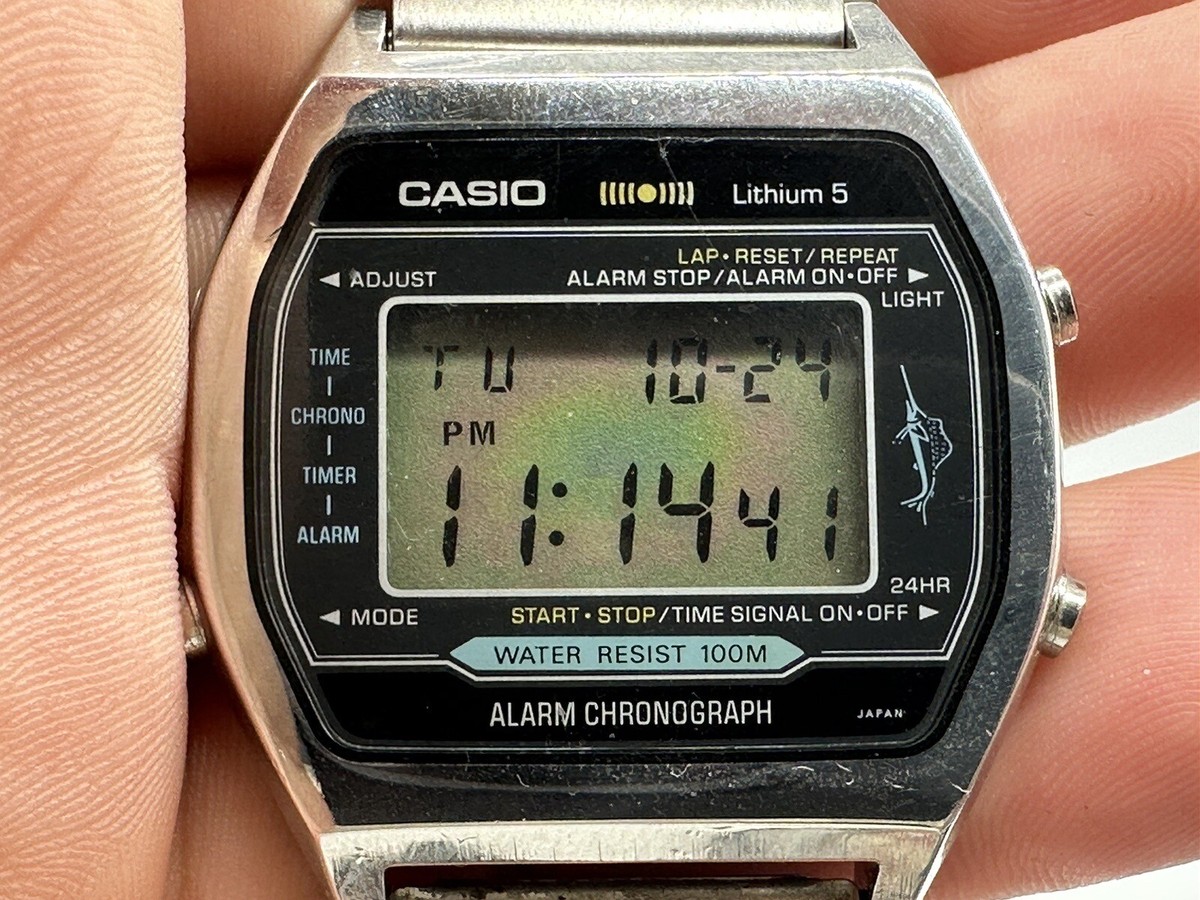 CASIO Lithium 5
LAP•RESET/REPEAT
◄ ADJUST ALARM STOP/ALARM ON•OFF ►
LIGHT
TU 10-24
TIME
CHRONO
PM
TIMER
11:14 41
ALARM
24HR
◄ MODE START•STOP/TIME SIGNAL ON•OFF ►
WATER RESIST 100M
ALARM CHRONOGRAPH
JAPAN